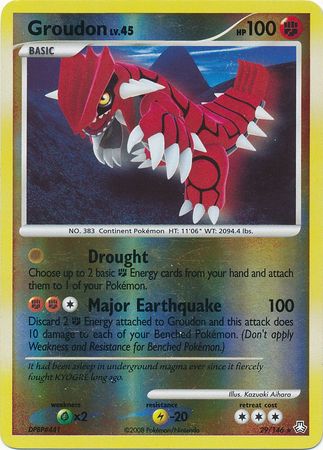 Groudon LV.45 HP 100
BASIC
NO. 383 Continent Pokémon HT: 11'06" WT: 2094.4 lbs.
Drought
Choose up to 2 basic Energy cards from your hand and attach
them to 1 of your Pokémon.
Major Earthquake 100
Discard 2 Energy attached to Groudon and this attack does
10 damage to each of your Benched Pokémon. (Don't apply
Weakness and Resistance for Benched Pokémon.)
It had been asleep in underground magma ever since it fiercely
fought KYOGRE long ago.
Illus. Kazuaki Aihara
weakness resistance retreat cost
×2 -20
DPBP#441 ©2008 Pokémon/Nintendo 29/146 ★